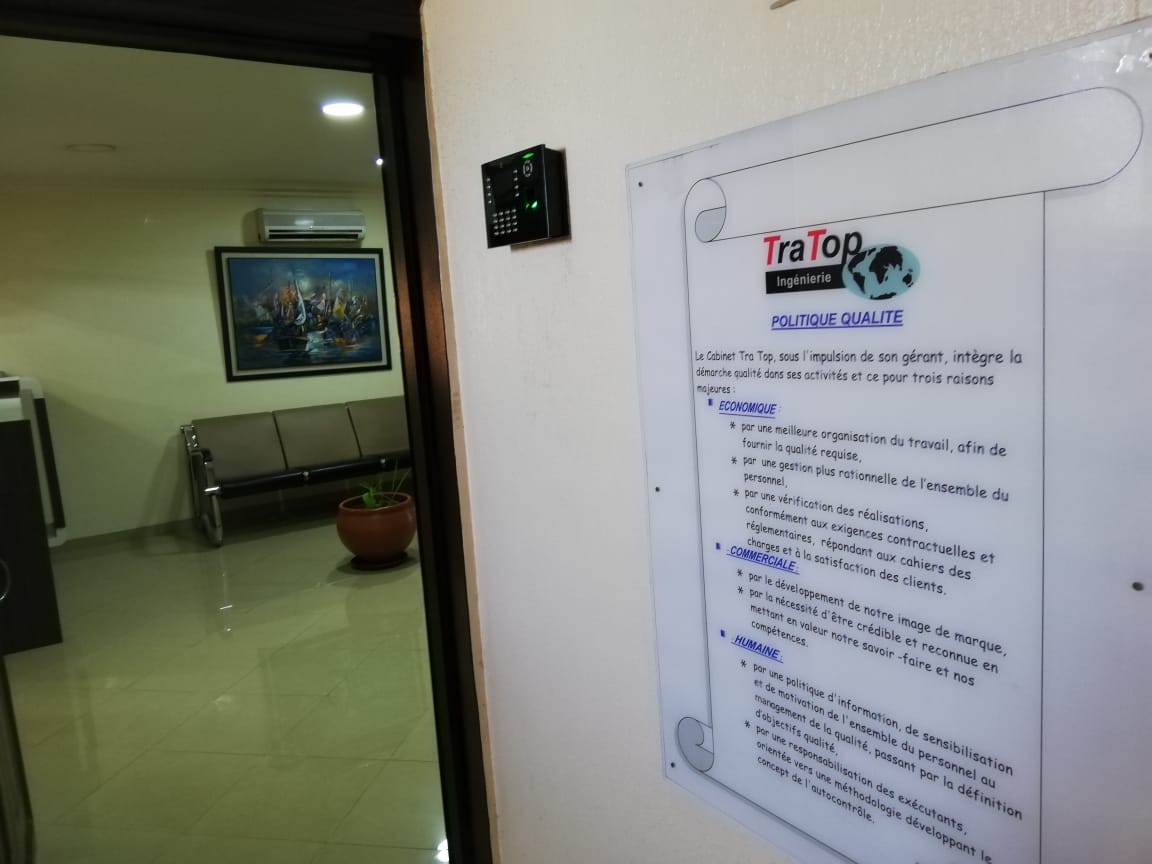 TraTop
Ingénierie
POLITIQUE QUALITE
Le Cabinet Tra Top, sous l'impulsion de son gérant, intègre la
démarche qualité dans ses activités et ce pour trois raisons
majeures :
ECONOMIQUE :
* par une meilleure organisation du travail, afin de
fournir la qualité requise,
* par une gestion plus rationnelle de l'ensemble du
personnel,
* par une vérification des réalisations,
conformément aux exigences contractuelles et
réglementaires, répondant aux cahiers des
charges et à la satisfaction des clients.
COMMERCIALE :
* par le développement de notre image de marque,
* par la nécessité d'être crédible et reconnue en
mettant en valeur notre savoir -faire et nos
compétences.
HUMAINE :
* par une politique d'information, de sensibilisation
et de motivation de l'ensemble du personnel au
management de la qualité, passant par la définition
d'objectifs qualité,
* par une responsabilisation des exécutants,
orientée vers une méthodologie développant le
concept de l'autocontrôle.